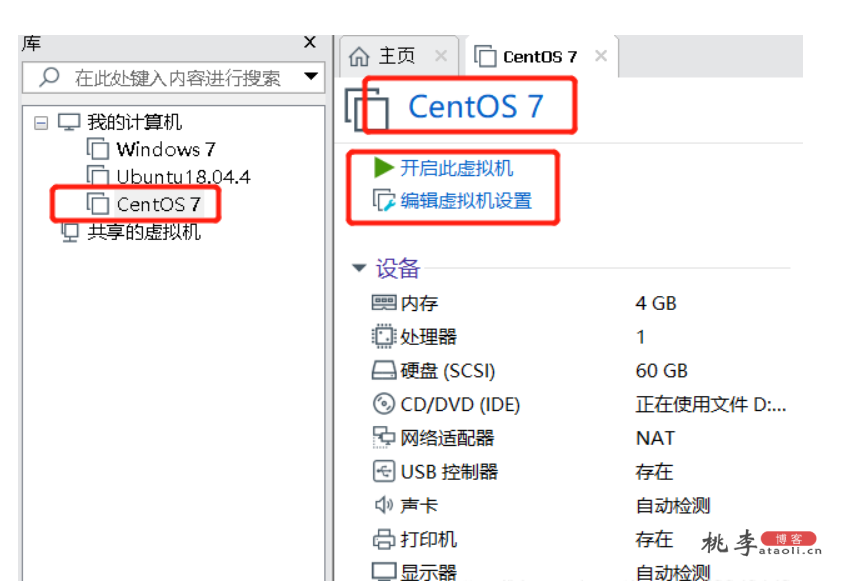 库 X
在此处键入内容进行搜索
我的计算机
Windows 7
Ubuntu18.04.4
CentOS 7
共享的虚拟机
主页 CentOS 7
CentOS 7
开启此虚拟机
编辑虚拟机设置
设备
内存 4 GB
处理器 1
硬盘 (SCSI) 60 GB
CD/DVD (IDE) 正在使用文件 D:...
网络适配器 NAT
USB 控制器 存在
声卡 自动检测
打印机 存在
显示器 自动检测
桃李 博客
ataoli.cn